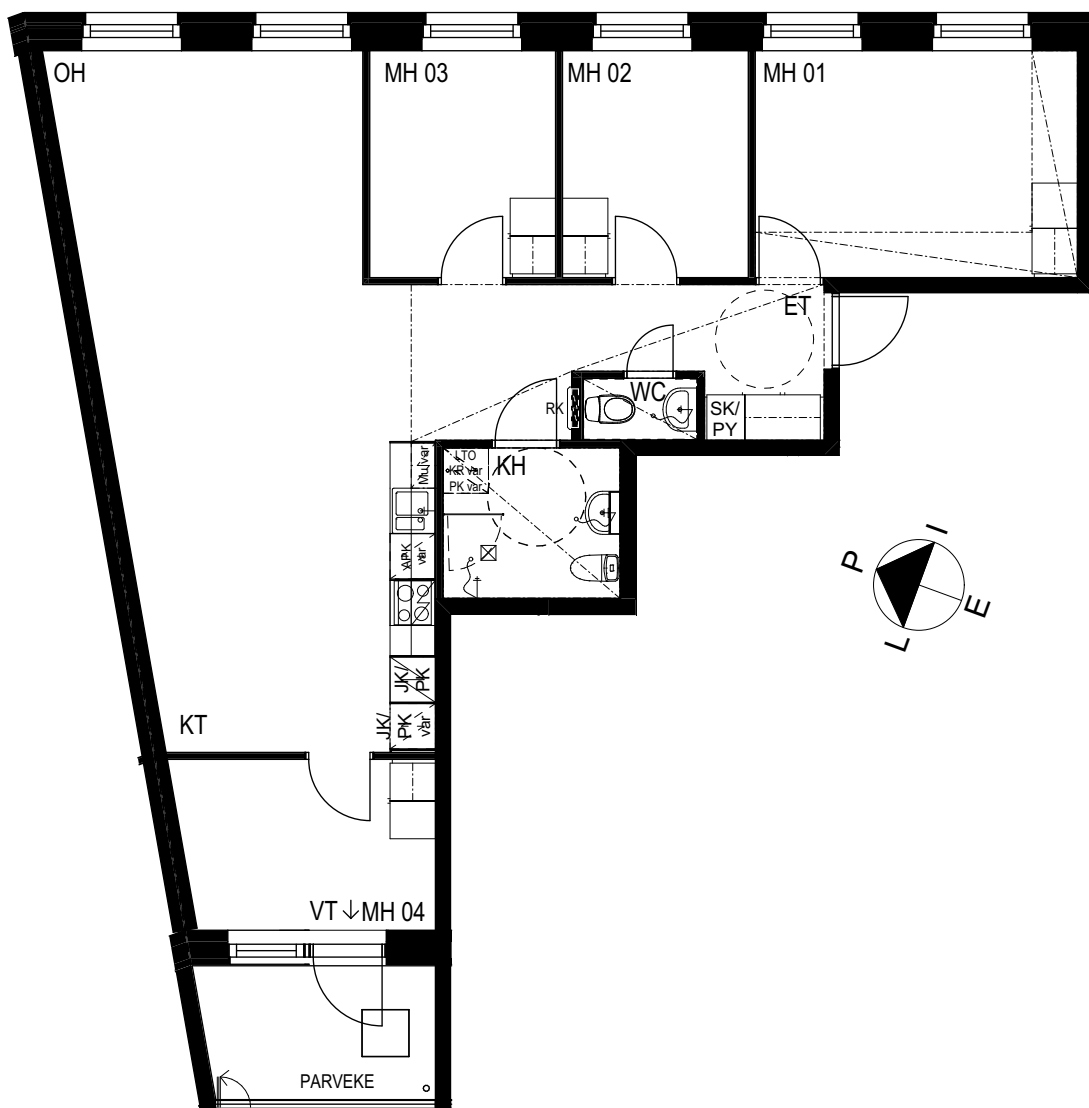 OH
MH 03
MH 02
MH 01
ET
WC
RK
SK/
PY
KH
LTO
KR var
PK var
Mu var
APK
var
JK/
PK
JK/
PK
var
KT
VT ↓ MH 04
PARVEKE
I
P
E
L